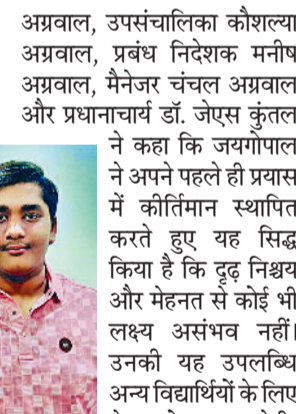 अग्रवाल, उपसंचालिका कौशल्या
अग्रवाल, प्रबंध निदेशक मनीष
अग्रवाल, मैनेजर चंचल अग्रवाल
और प्रधानाचार्य डॉ. जेएस कुंतल
ने कहा कि जयगोपाल
ने अपने पहले ही प्रयास
में कीर्तिमान स्थापित
करते हुए यह सिद्ध
किया है कि दृढ़ निश्चय
और मेहनत से कोई भी
लक्ष्य असंभव नहीं।
उनकी यह उपलब्धि
अन्य विद्यार्थियों के लिए